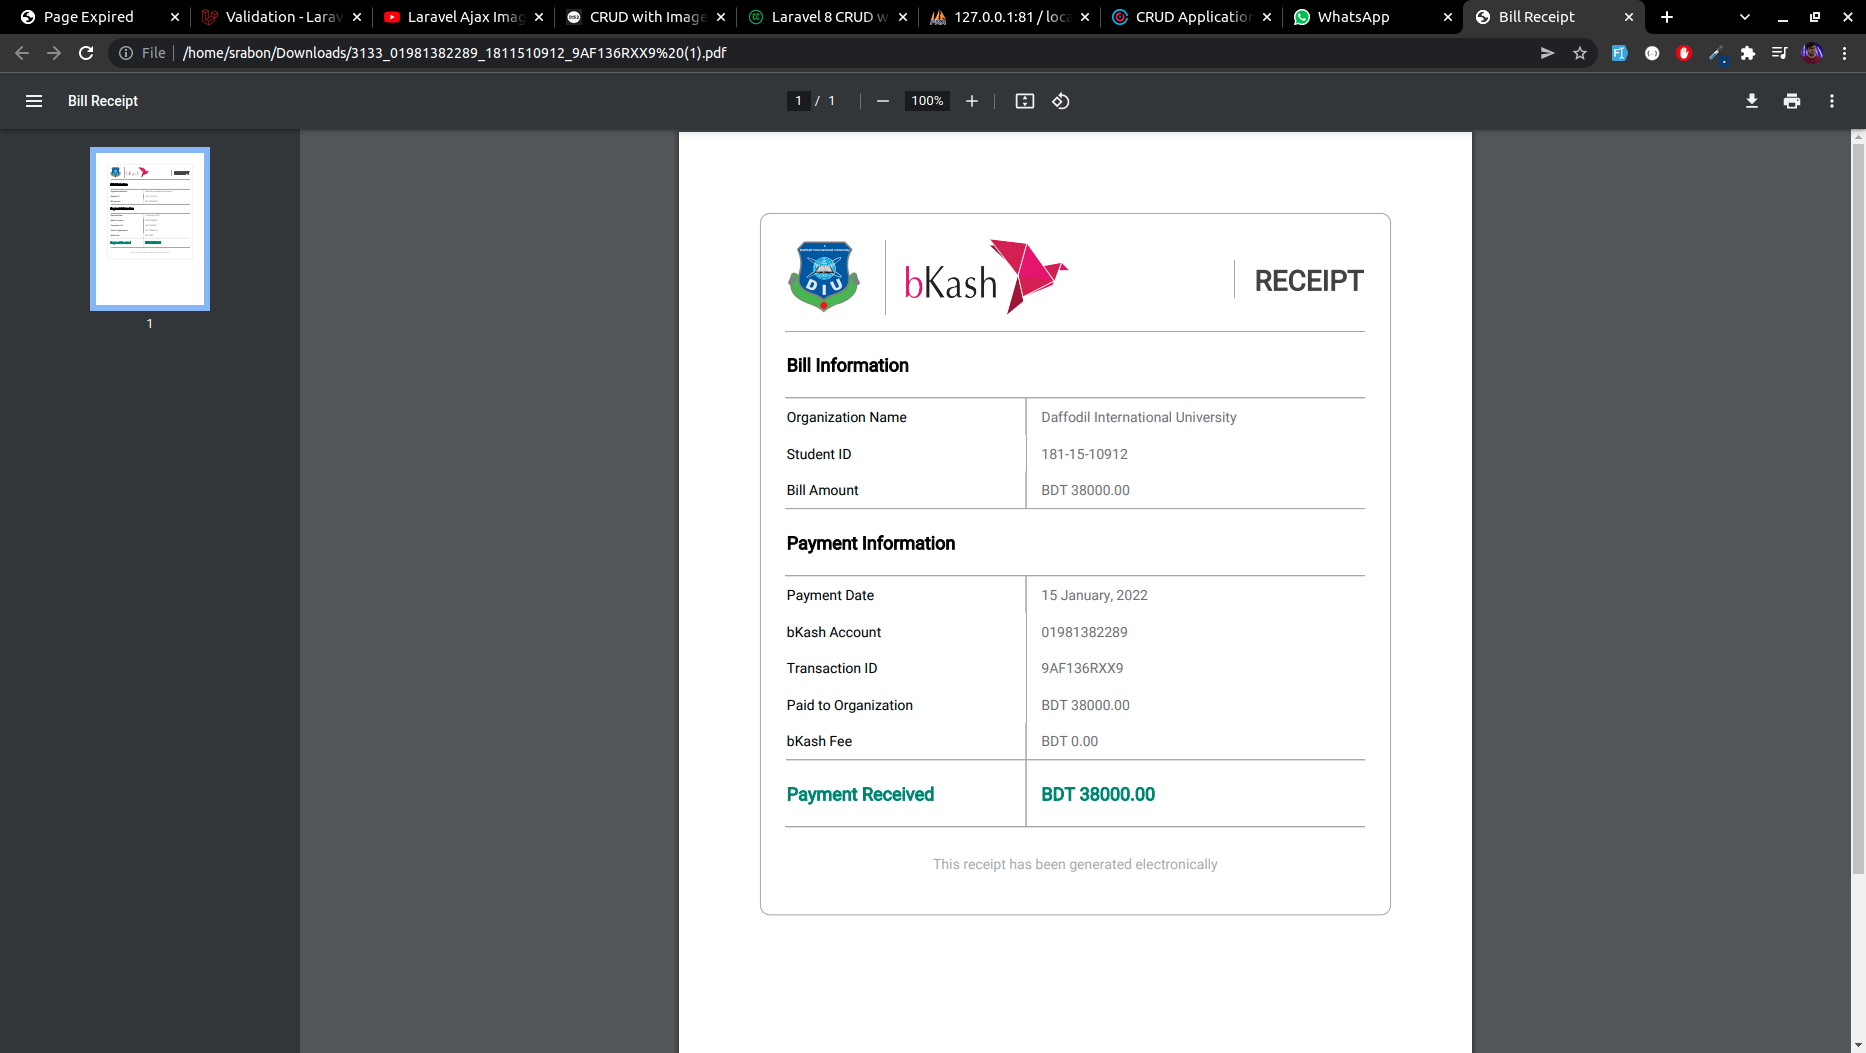 Page Expired
Validation - Larav
Laravel Ajax Imag
CRUD with Image
Laravel 8 CRUD w
127.0.0.1:81 / loca
CRUD Application
WhatsApp
Bill Receipt
File
/home/srabon/Downloads/3133_01981382289_1811510912_9AF136RXX9%20(1).pdf
Bill Receipt
1 / 1
100%
1
DIU
bKash
RECEIPT
Bill Information
Organization Name Daffodil International University
Student ID 181-15-10912
Bill Amount BDT 38000.00
Payment Information
Payment Date 15 January, 2022
bKash Account 01981382289
Transaction ID 9AF136RXX9
Paid to Organization BDT 38000.00
bKash Fee BDT 0.00
Payment Received BDT 38000.00
This receipt has been generated electronically